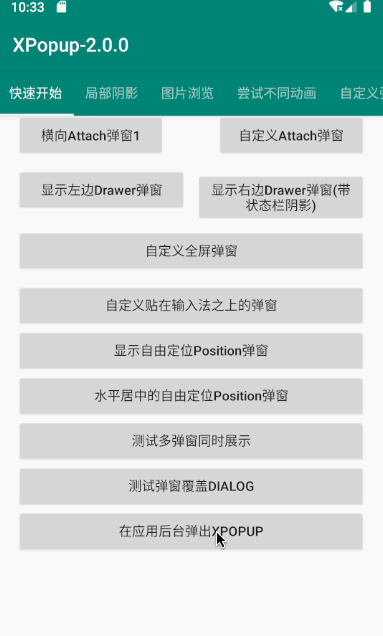 10:33
XPopup-2.0.0
快速开始 局部阴影 图片浏览 尝试不同动画 自定义
横向Attach弹窗1 自定义Attach弹窗
显示左边Drawer弹窗 显示右边Drawer弹窗(带
状态栏阴影)
自定义全屏弹窗
自定义贴在输入法之上的弹窗
显示自由定位Position弹窗
水平居中的自由定位Position弹窗
测试多弹窗同时展示
测试弹窗覆盖DIALOG
在应用后台弹出XPOPUP